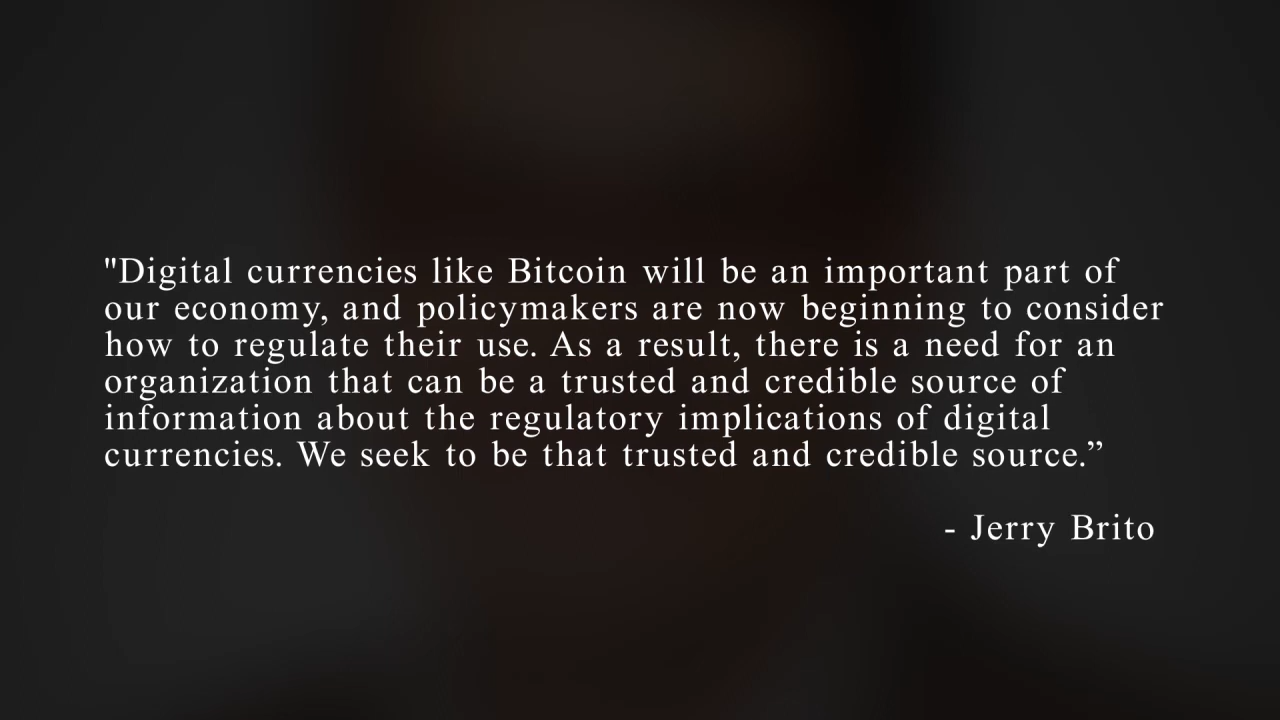 "Digital currencies like Bitcoin will be an important part of
our economy, and policymakers are now beginning to consider
how to regulate their use. As a result, there is a need for an
organization that can be a trusted and credible source of
information about the regulatory implications of digital
currencies. We seek to be that trusted and credible source.”
- Jerry Brito